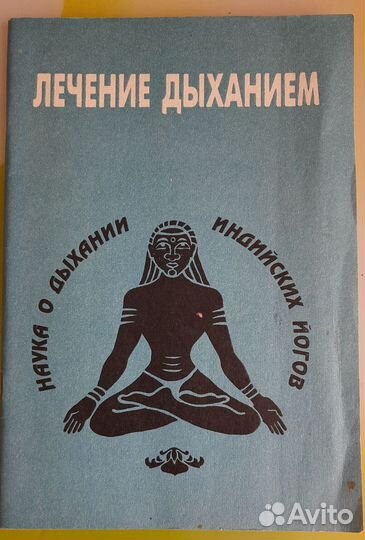 ЛЕЧЕНИЕ ДЫХАНИЕМ
НАУКА О ДЫХАНИИ
ИНДИЙСКИХ ЙОГОВ
Avito